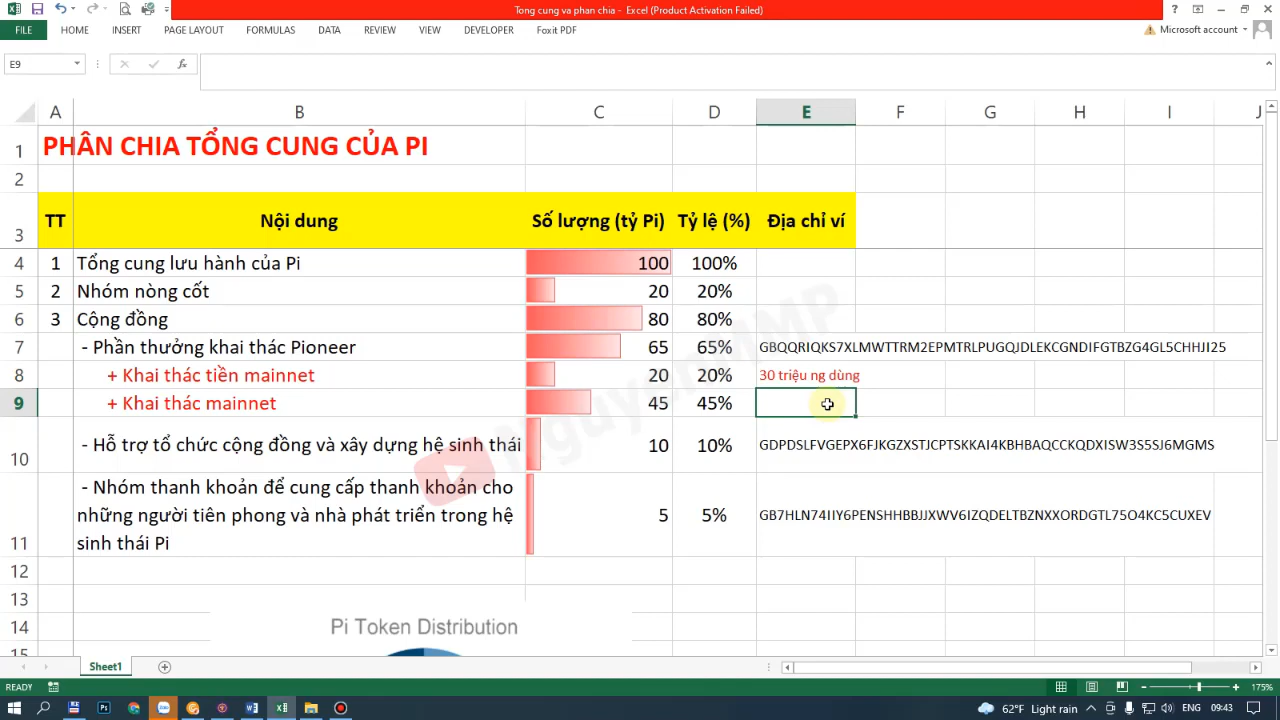 Tong cung va phan chia - Excel (Product Activation Failed)
FILE HOME INSERT PAGE LAYOUT FORMULAS DATA REVIEW VIEW DEVELOPER Foxit PDF Microsoft account
E9
A B C D E F G H I J
1 PHÂN CHIA TỔNG CUNG CỦA PI
2
3 TT Nội dung Số lượng (tỷ Pi) Tỷ lệ (%) Địa chỉ ví
4 1 Tổng cung lưu hành của Pi 100 100%
5 2 Nhóm nòng cốt 20 20%
6 3 Cộng đồng 80 80%
7 - Phần thưởng khai thác Pioneer 65 65% GBQQRIQKS7XLMWTTRM2EPMTRLPUGQJDLEKCGNDIFGTBZG4GL5CHHJI25
8 + Khai thác tiền mainnet 20 20% 30 triệu ng dùng
9 + Khai thác mainnet 45 45%
10 - Hỗ trợ tổ chức cộng đồng và xây dựng hệ sinh thái 10 10% GDPDSLFVGEPX6FJKGZXSTJCPTSKKAI4KBHBAQCCKQDXISW3S5SJ6MGMS
- Nhóm thanh khoản để cung cấp thanh khoản cho
những người tiên phong và nhà phát triển trong hệ 5 5% GB7HLN74IIY6PENSHHBBJJXWV6IZQDELTBZNXXORDGTL75O4KC5CUXEV
11 sinh thái Pi
12
13
14 Pi Token Distribution
15
Nguyen MMP
Sheet1
READY 175%
62°F Light rain ENG 09:43